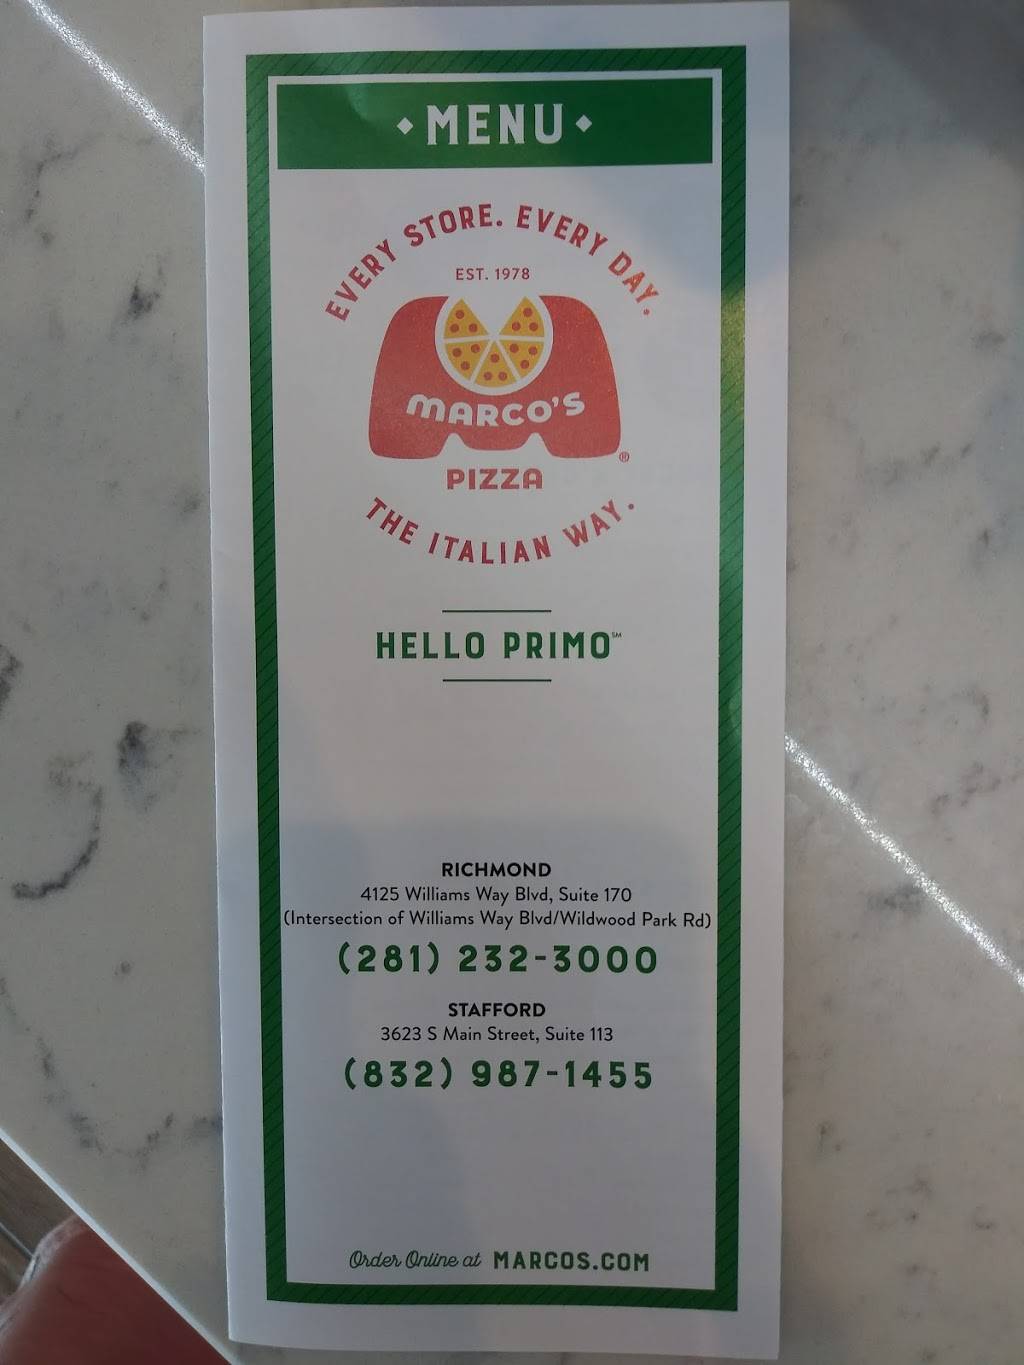 MENU
EVERY STORE. EVERY DAY.
EST. 1978
MARCO'S
®
PIZZA
THE ITALIAN WAY.
HELLO PRIMO℠
RICHMOND
4125 Williams Way Blvd, Suite 170
(Intersection of Williams Way Blvd/Wildwood Park Rd)
(281) 232-3000
STAFFORD
3623 S Main Street, Suite 113
(832) 987-1455
Order Online at MARCOS.COM